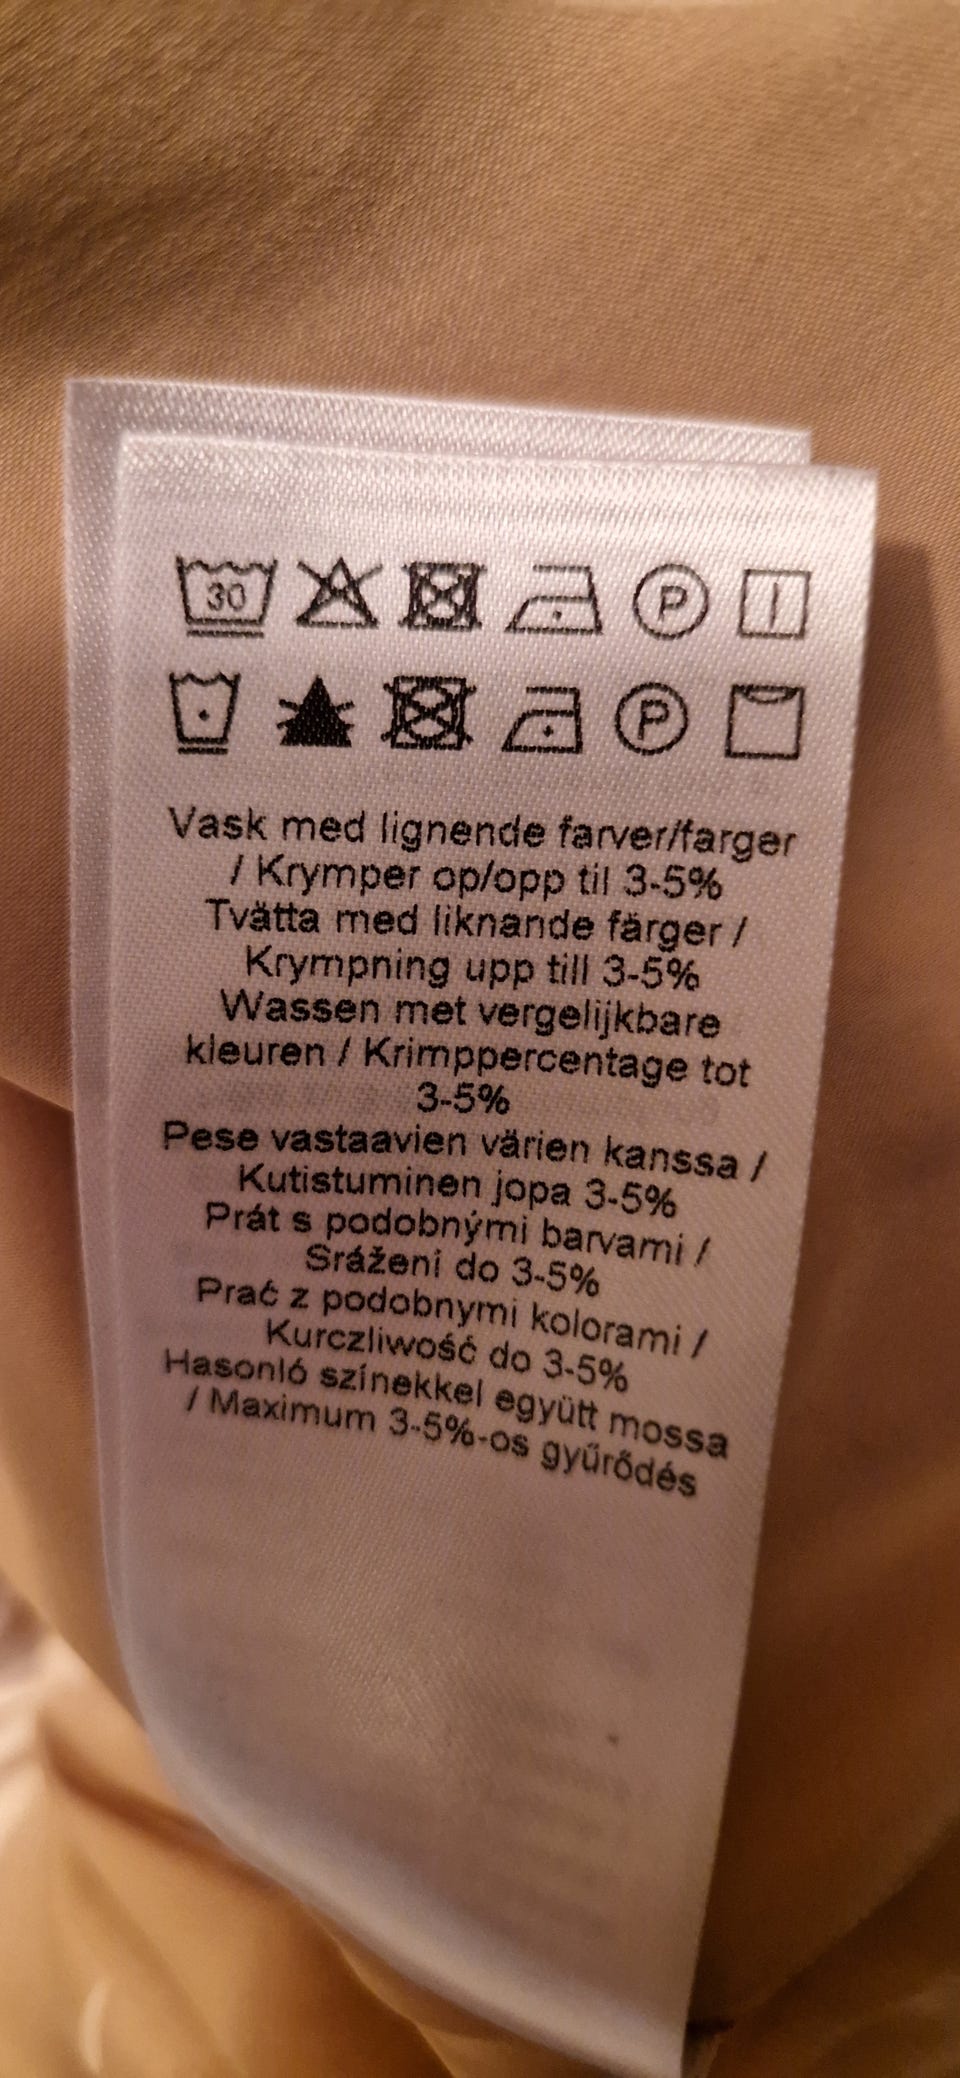 30
P
P
Vask med lignende farver/farger
/ Krymper op/opp til 3-5%
Tvätta med liknande färger /
Krympning upp till 3-5%
Wassen met vergelijkbare
kleuren / Krimppercentage tot
3-5%
Pese vastaavien värien kanssa /
Kutistuminen jopa 3-5%
Prát s podobnými barvami /
Srážení do 3-5%
Prać z podobnymi kolorami /
Kurczliwość do 3-5%
Hasonló színekkel együtt mossa
/ Maximum 3-5%-os gyűrődés